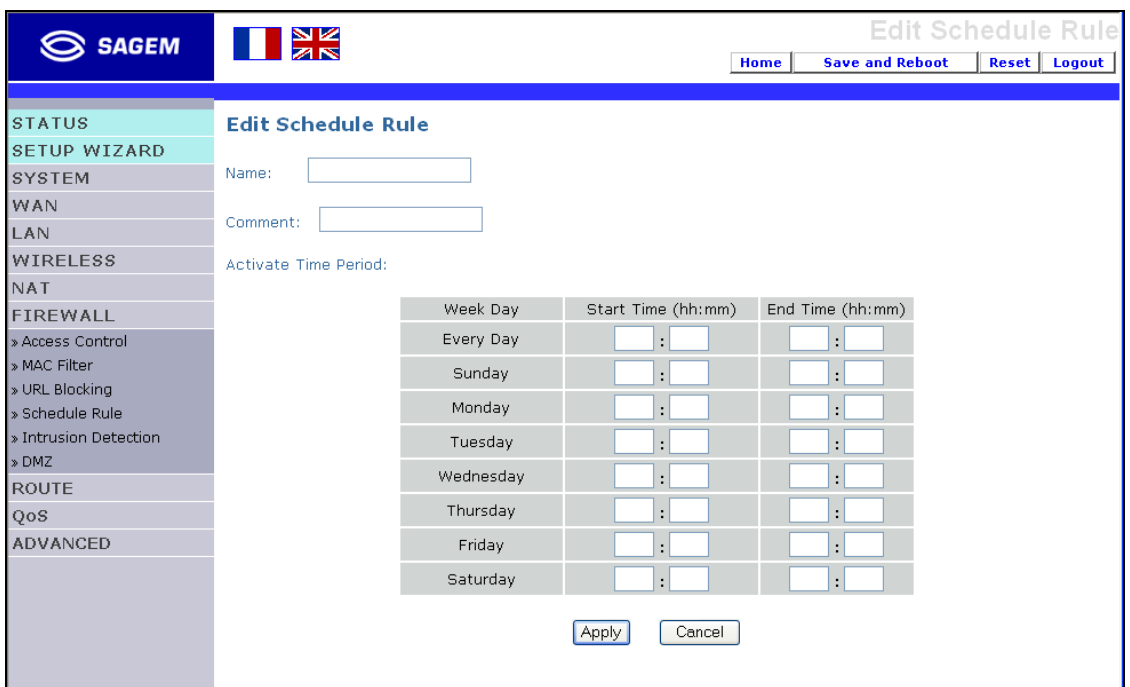 SAGEM
Edit Schedule Rule
Home
Save and Reboot
Reset
Logout
STATUS
SETUP WIZARD
SYSTEM
WAN
LAN
WIRELESS
NAT
FIREWALL
» Access Control
» MAC Filter
» URL Blocking
» Schedule Rule
» Intrusion Detection
» DMZ
ROUTE
QoS
ADVANCED
Edit Schedule Rule
Name:
Comment:
Activate Time Period:
Week Day Start Time (hh:mm) End Time (hh:mm)
Every Day : :
Sunday : :
Monday : :
Tuesday : :
Wednesday : :
Thursday : :
Friday : :
Saturday : :
Apply Cancel